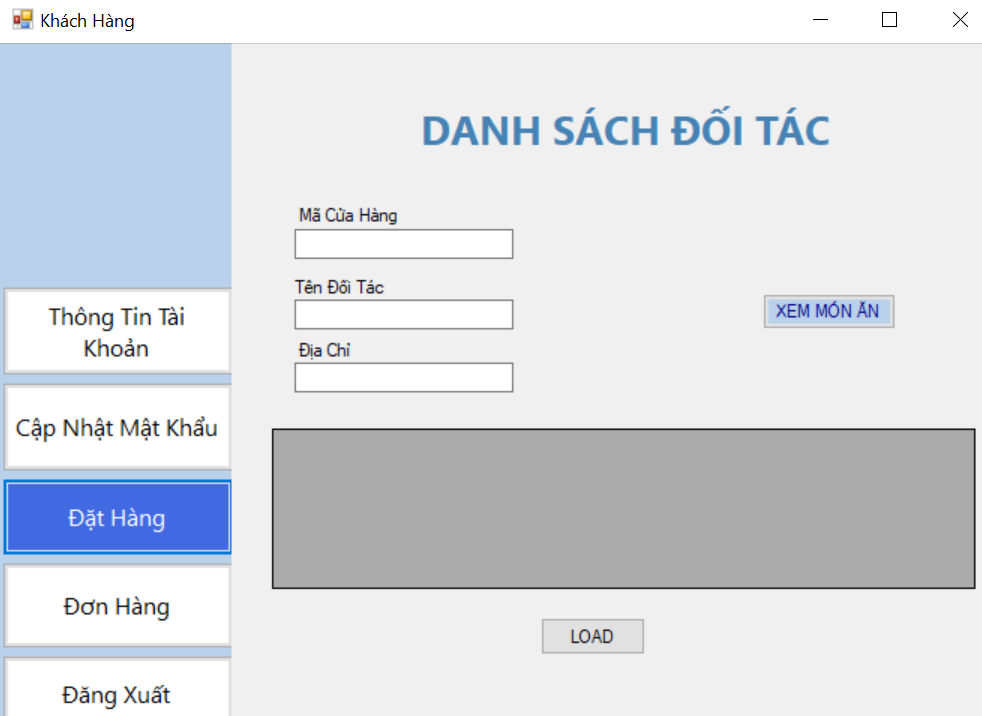 Khách Hàng
DANH SÁCH ĐỐI TÁC
Mã Cửa Hàng
Tên Đối Tác
Địa Chỉ
XEM MÓN ĂN
Thông Tin Tài
Khoản
Cập Nhật Mật Khẩu
Đặt Hàng
Đơn Hàng
Đăng Xuất
LOAD